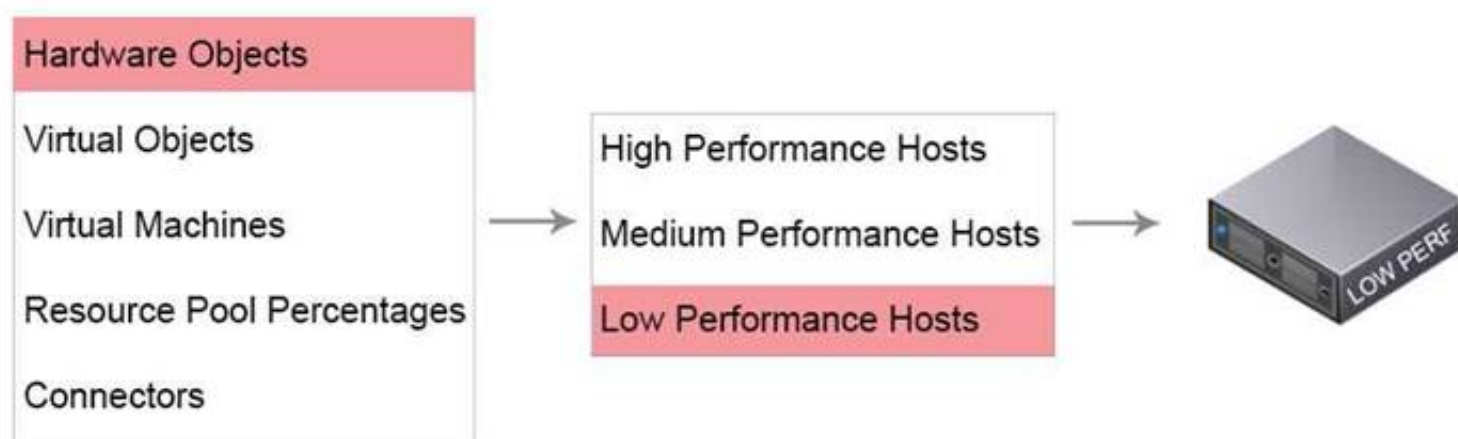 Hardware Objects
Virtual Objects
Virtual Machines
Resource Pool Percentages
Connectors
High Performance Hosts
Medium Performance Hosts
Low Performance Hosts
LOW PERF